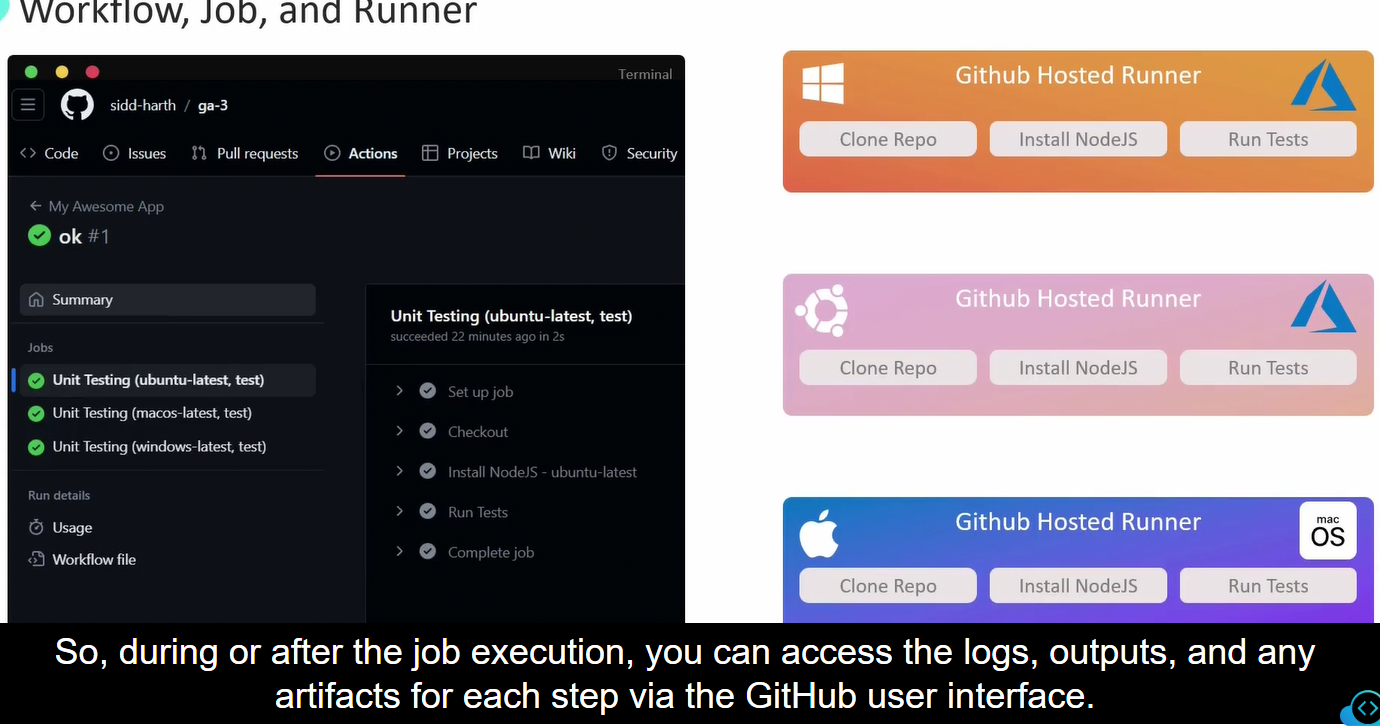 Workflow, Job, and Runner
Terminal
sidd-harth / ga-3
Code Issues Pull requests Actions Projects Wiki Security
← My Awesome App
ok #1
Summary
Jobs
Unit Testing (ubuntu-latest, test)
Unit Testing (macos-latest, test)
Unit Testing (windows-latest, test)
Run details
Usage
Workflow file
Unit Testing (ubuntu-latest, test)
succeeded 22 minutes ago in 2s
Set up job
Checkout
Install NodeJS - ubuntu-latest
Run Tests
Complete job
Github Hosted Runner
Clone Repo Install NodeJS Run Tests
Github Hosted Runner
Clone Repo Install NodeJS Run Tests
Github Hosted Runner
mac
OS
Clone Repo Install NodeJS Run Tests
So, during or after the job execution, you can access the logs, outputs, and any
artifacts for each step via the GitHub user interface.